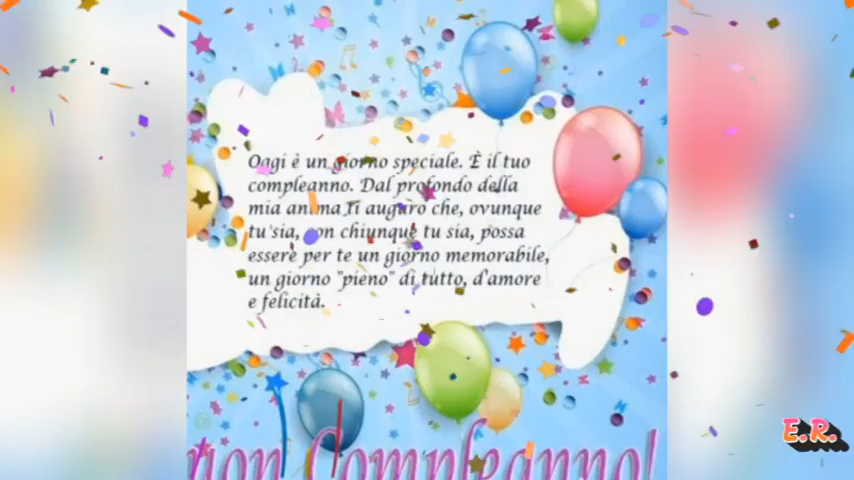 Oggi è un giorno speciale. È il tuo
compleanno. Dal profondo della
mia anima ti auguro che, ovunque
tu sia, con chiunque tu sia, possa
essere per te un giorno memorabile,
un giorno "pieno" di tutto, d'amore
e felicità.
uon Compleanno!
E.R.